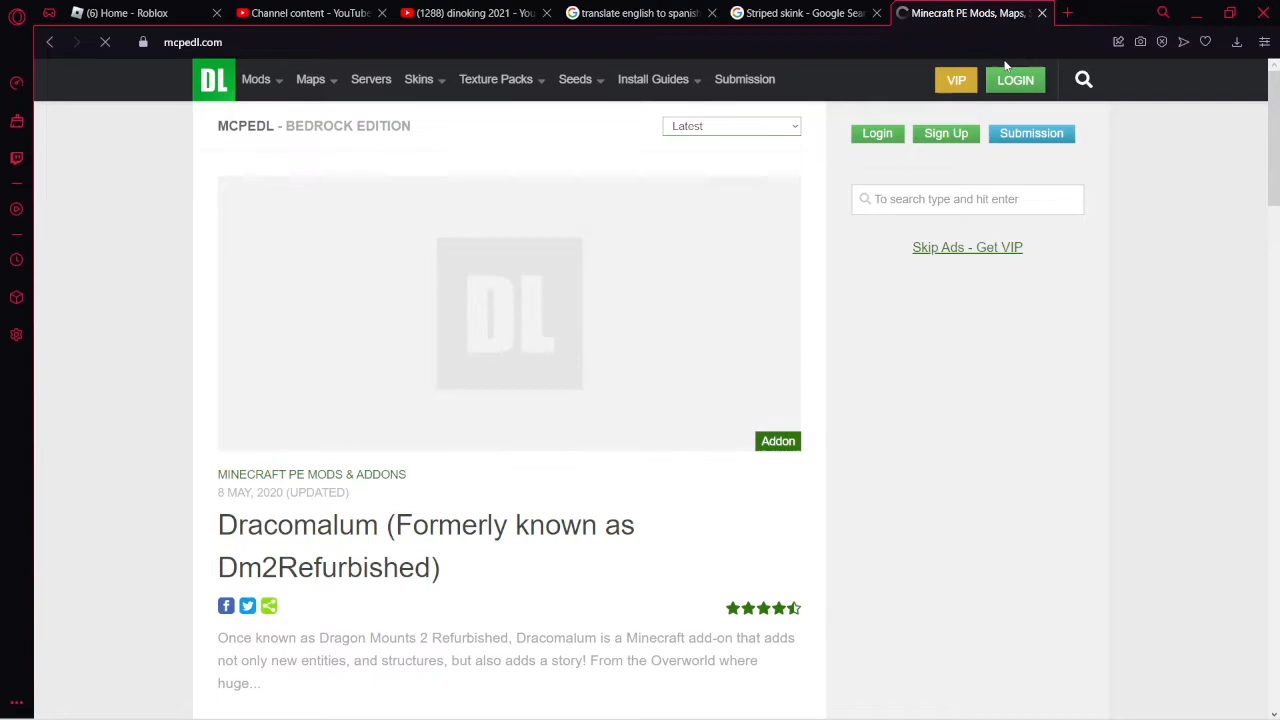 Home - Roblox
Channel content - YouTube
(1288) dinoking 2021 - You
translate english to spanish
Striped skink - Google Sea
Minecraft PE Mods, Maps,
mcpedl.com
DL
Mods
Maps
Servers
Skins
Texture Packs
Seeds
Install Guides
Submission
VIP
LOGIN
MCPEDL - BEDROCK EDITION
Latest
Login
Sign Up
Submission
To search type and hit enter
Skip Ads - Get VIP
DL
Addon
MINECRAFT PE MODS & ADDONS
8 MAY, 2020 (UPDATED)
Dracomalum (Formerly known as
Dm2Refurbished)
Once known as Dragon Mounts 2 Refurbished, Dracomalum is a Minecraft add-on that adds
not only new entities, and structures, but also adds a story! From the Overworld where
huge...